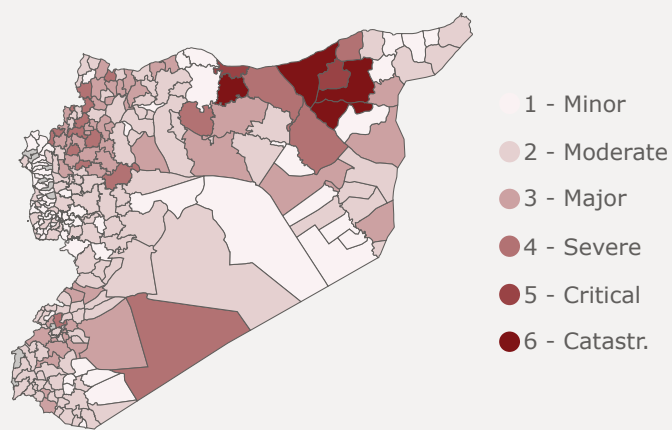 1 - Minor
2 - Moderate
3 - Major
4 - Severe
5 - Critical
6 - Catastr.